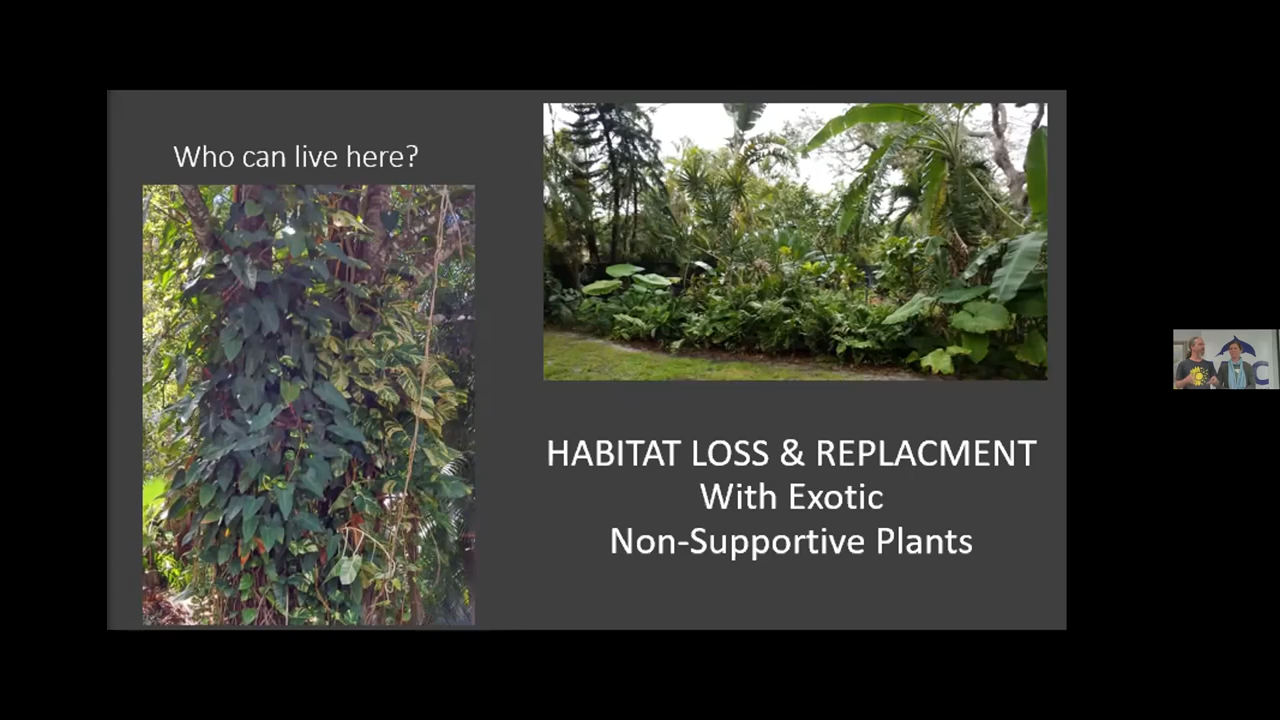 Who can live here?
HABITAT LOSS & REPLACMENT
With Exotic
Non-Supportive Plants